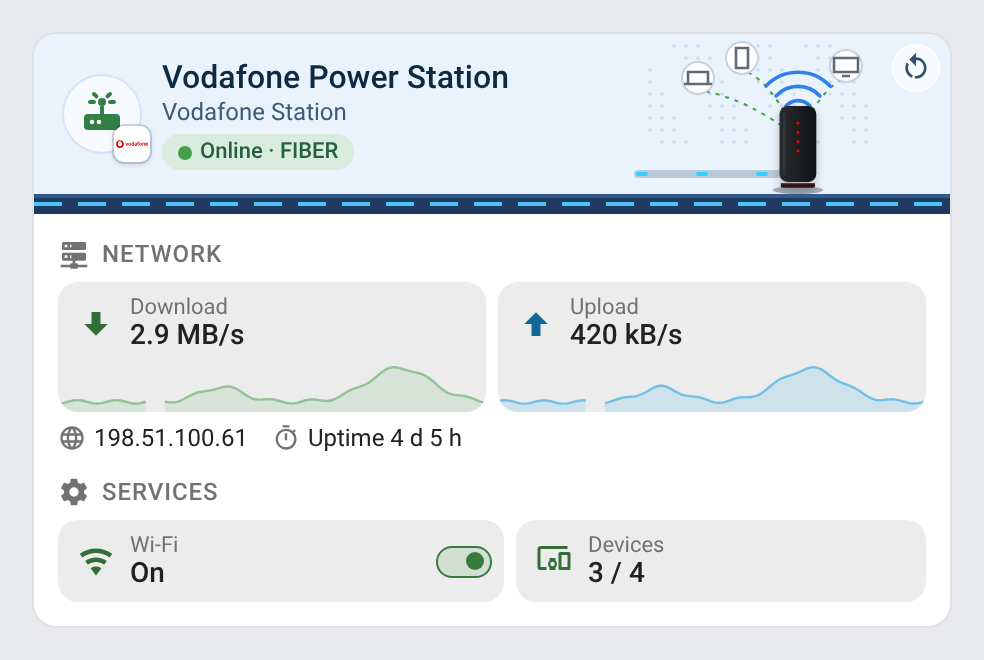 Vodafone Power Station
Vodafone Station
vodafone
Online · FIBER
NETWORK
Download
2.9 MB/s
Upload
420 kB/s
198.51.100.61
Uptime 4 d 5 h
SERVICES
Wi-Fi
On
Devices
3 / 4